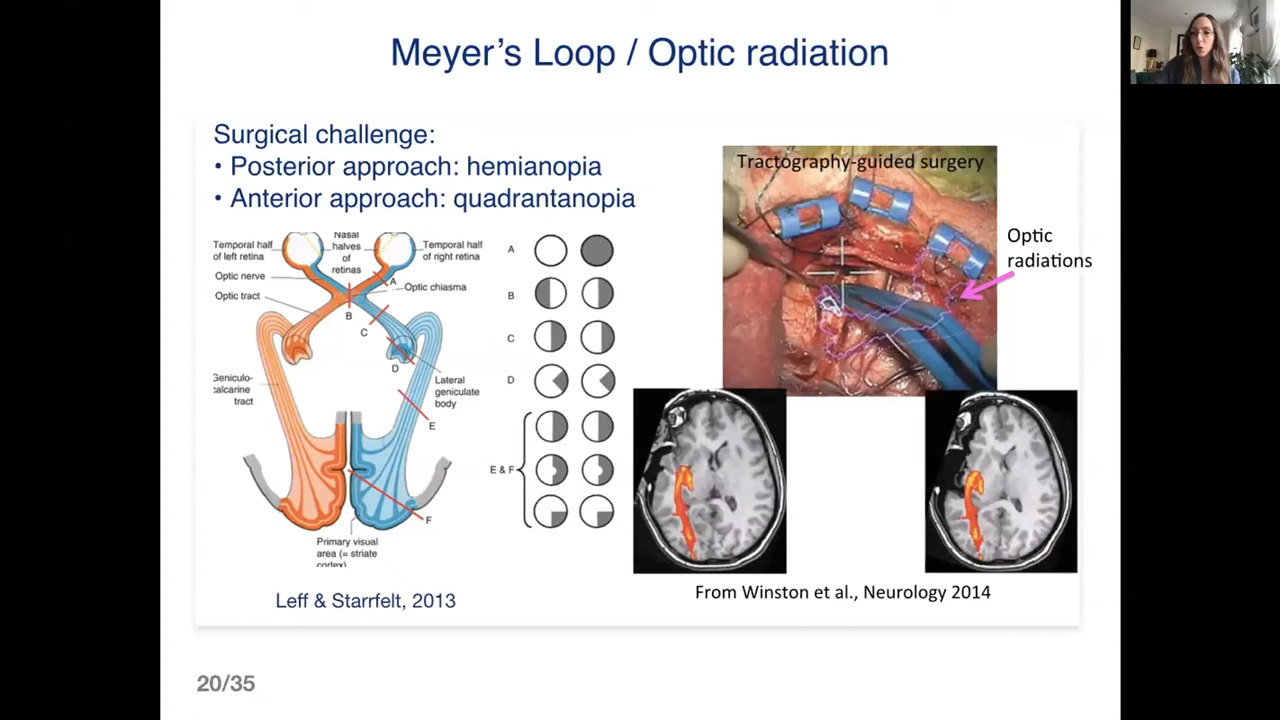 Meyer's Loop / Optic radiation
Surgical challenge:
• Posterior approach: hemianopia
• Anterior approach: quadrantanopia
Temporal half
of left retina
Nasal
halves
of
retinas
Temporal half
of right retina
Optic nerve
Optic tract
Optic chiasma
A
B
C
D
Lateral
geniculate
body
Geniculo-
calcarine
tract
E
F
Primary visual
area (= striate
cortex)
A
B
C
D
E & F
Leff & Starrfelt, 2013
Tractography-guided surgery
Optic
radiations
From Winston et al., Neurology 2014
20/35